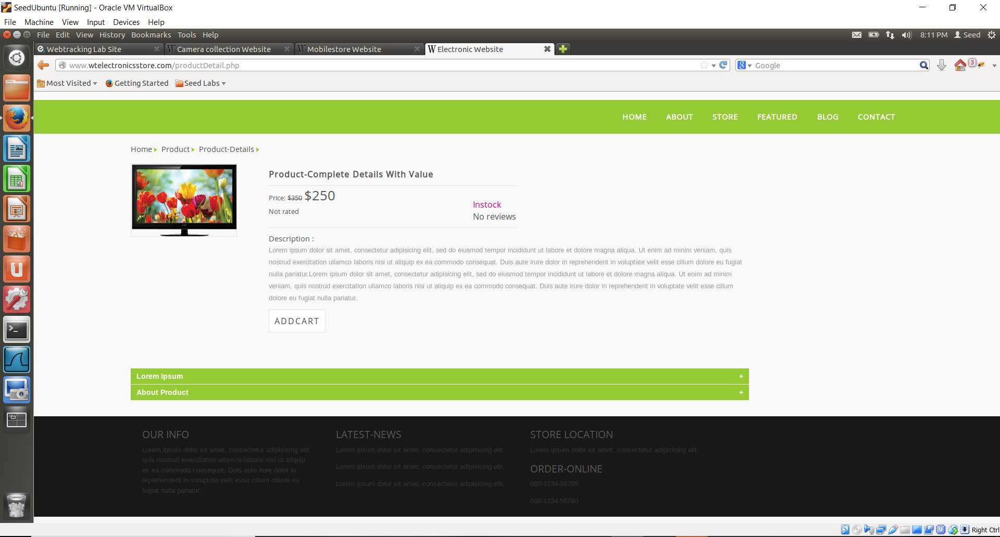 SeedUbuntu [Running] - Oracle VM VirtualBox
File Machine View Input Devices Help
File Edit View History Bookmarks Tools Help
8:11 PM Seed
Webtracking Lab Site
Camera collection Website
Mobilestore Website
Electronic Website
www.wtelectronicsstore.com/productDetail.php
Google
3
Most Visited
Getting Started
Seed Labs
HOME ABOUT STORE FEATURED BLOG CONTACT
Home Product Product-Details
Product-Complete Details With Value
Price: $350 $250
Instock
Not rated
No reviews
Description :
Lorem ipsum dolor sit amet, consectetur adipisicing elit, sed do eiusmod tempor incididunt ut labore et dolore magna aliqua. Ut enim ad minim veniam, quis
nostrud exercitation ullamco laboris nisi ut aliquip ex ea commodo consequat. Duis aute irure dolor in reprehenderit in voluptate velit esse cillum dolore eu fugiat
nulla pariatur.Lorem ipsum dolor sit amet, consectetur adipisicing elit, sed do eiusmod tempor incididunt ut labore et dolore magna aliqua. Ut enim ad minim
veniam, quis nostrud exercitation ullamco laboris nisi ut aliquip ex ea commodo consequat. Duis aute irure dolor in reprehenderit in voluptate velit esse cillum
dolore eu fugiat nulla pariatur.
ADDCART
Lorem Ipsum +
About Product +
OUR INFO
Lorem ipsum dolor sit amet, consectetur adipisicing elit,
quis nostrud exercitation ullamco laboris nisi ut aliquip
ex ea commodo consequat. Duis aute irure dolor in
reprehenderit in voluptate velit esse cillum dolore eu
fugiat nulla pariatur.
LATEST-NEWS
Lorem ipsum dolor sit amet, consectetur adipisicing elit.
Lorem ipsum dolor sit amet, consectetur adipisicing elit.
Lorem ipsum dolor sit amet, consectetur adipisicing elit.
STORE LOCATION
Lorem ipsum dolor sit amet, consectetur adipisicing elit.
ORDER-ONLINE
080-1234-56789
080-1234-56780
Right Ctrl